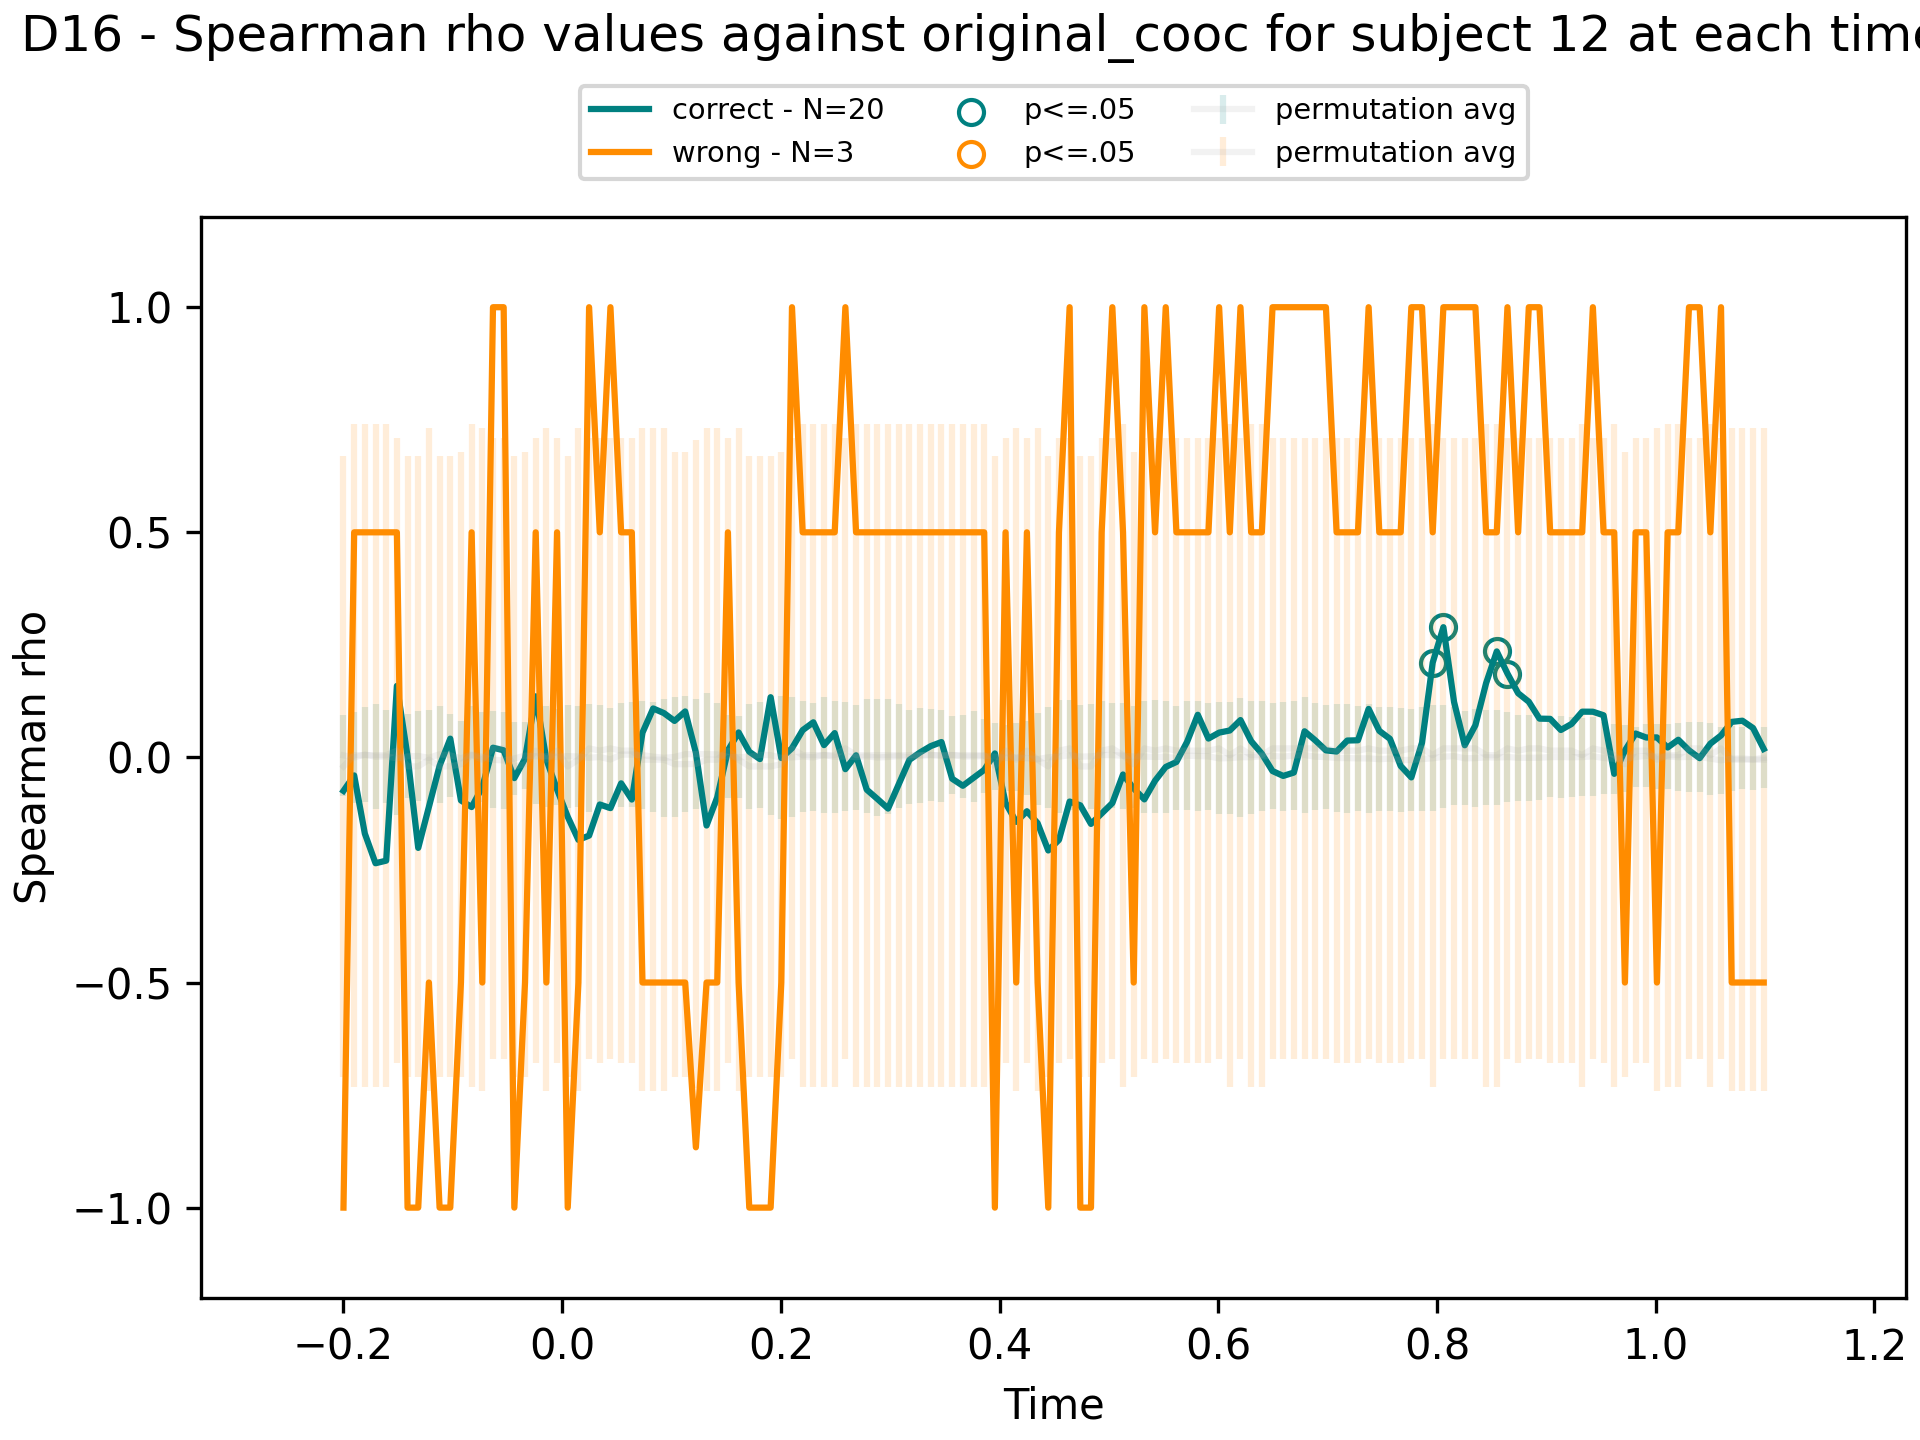 D16 - Spearman rho values against original_cooc for subject 12 at each time
correct - N=20 p<=.05 permutation avg
wrong - N=3 p<=.05 permutation avg
1.0
0.5
0.0
−0.5
−1.0
Spearman rho
−0.2 0.0 0.2 0.4 0.6 0.8 1.0 1.2
Time